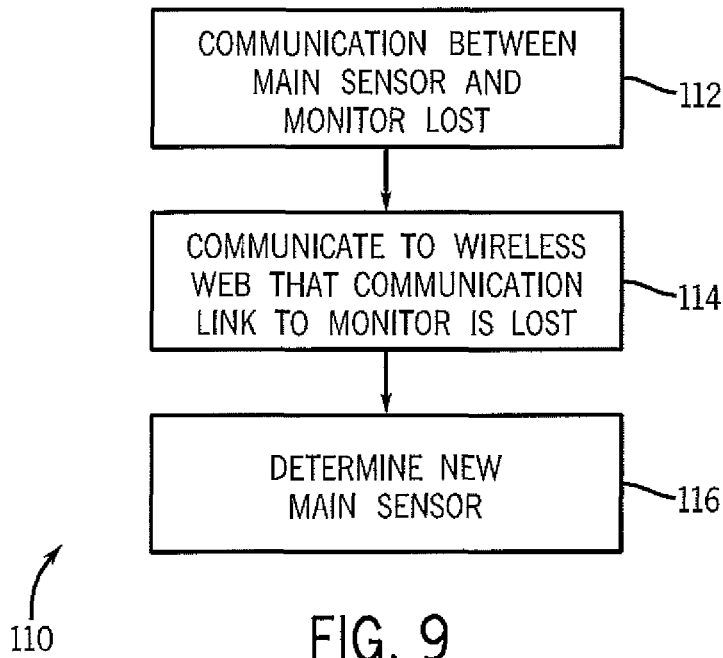 COMMUNICATION BETWEEN
MAIN SENSOR AND
MONITOR LOST
112
COMMUNICATE TO WIRELESS
WEB THAT COMMUNICATION
LINK TO MONITOR IS LOST
114
DETERMINE NEW
MAIN SENSOR
116
110
FIG. 9